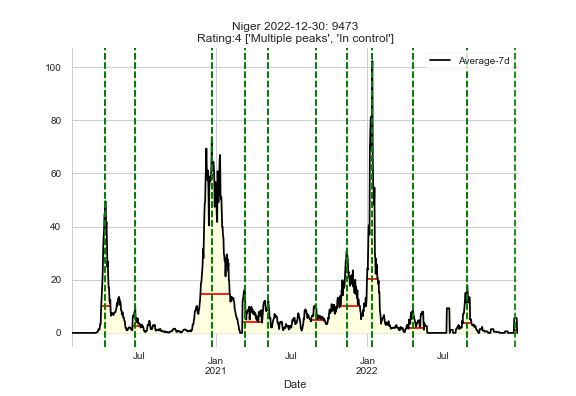 Niger 2022-12-30: 9473
Rating:4 ['Multiple peaks', 'In control']
Average-7d
100
80
60
40
20
0
Jul
Jan
2021
Jul
Jan
2022
Jul
Date